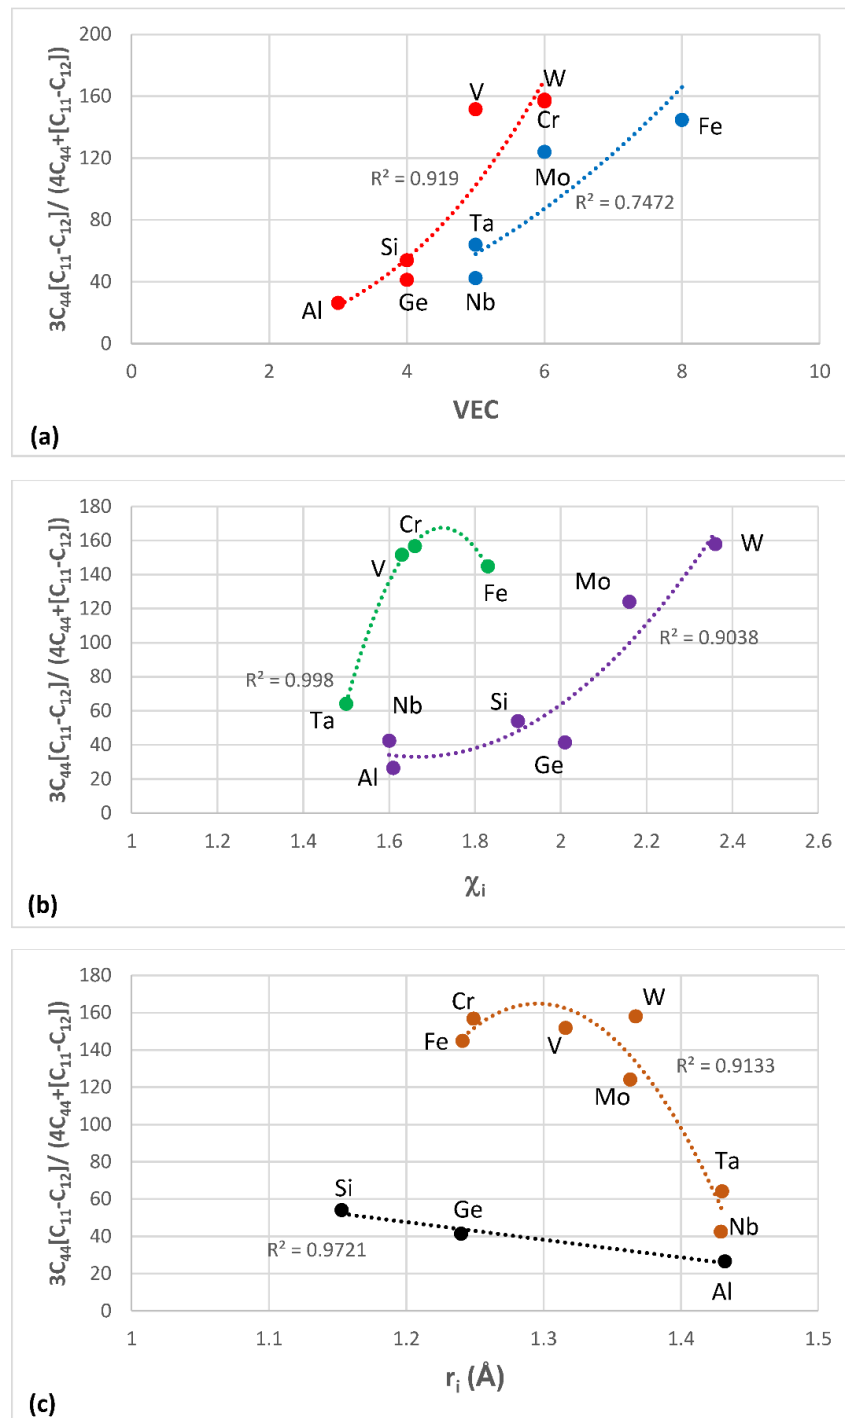 200
160
120
80
40
0
3C₄₄[C₁₁-C₁₂]/ (4C₄₄+[C₁₁-C₁₂])
V
W
Cr
Fe
Mo
R² = 0.919
R² = 0.7472
Ta
Si
Al
Ge
Nb
0 2 4 6 8 10
VEC
(a)
180
160
140
120
100
80
60
40
20
0
3C₄₄[C₁₁-C₁₂]/ (4C₄₄+[C₁₁-C₁₂])
Cr
V
W
Mo
Fe
R² = 0.9038
R² = 0.998
Ta
Nb
Si
Al
Ge
1 1.2 1.4 1.6 1.8 2 2.2 2.4 2.6
χᵢ
(b)
180
160
140
120
100
80
60
40
20
0
3C₄₄[C₁₁-C₁₂]/ (4C₄₄+[C₁₁-C₁₂])
Cr
W
Fe
V
R² = 0.9133
Mo
Ta
Si
Ge
Nb
R² = 0.9721
Al
1 1.1 1.2 1.3 1.4 1.5
rᵢ (Å)
(c)